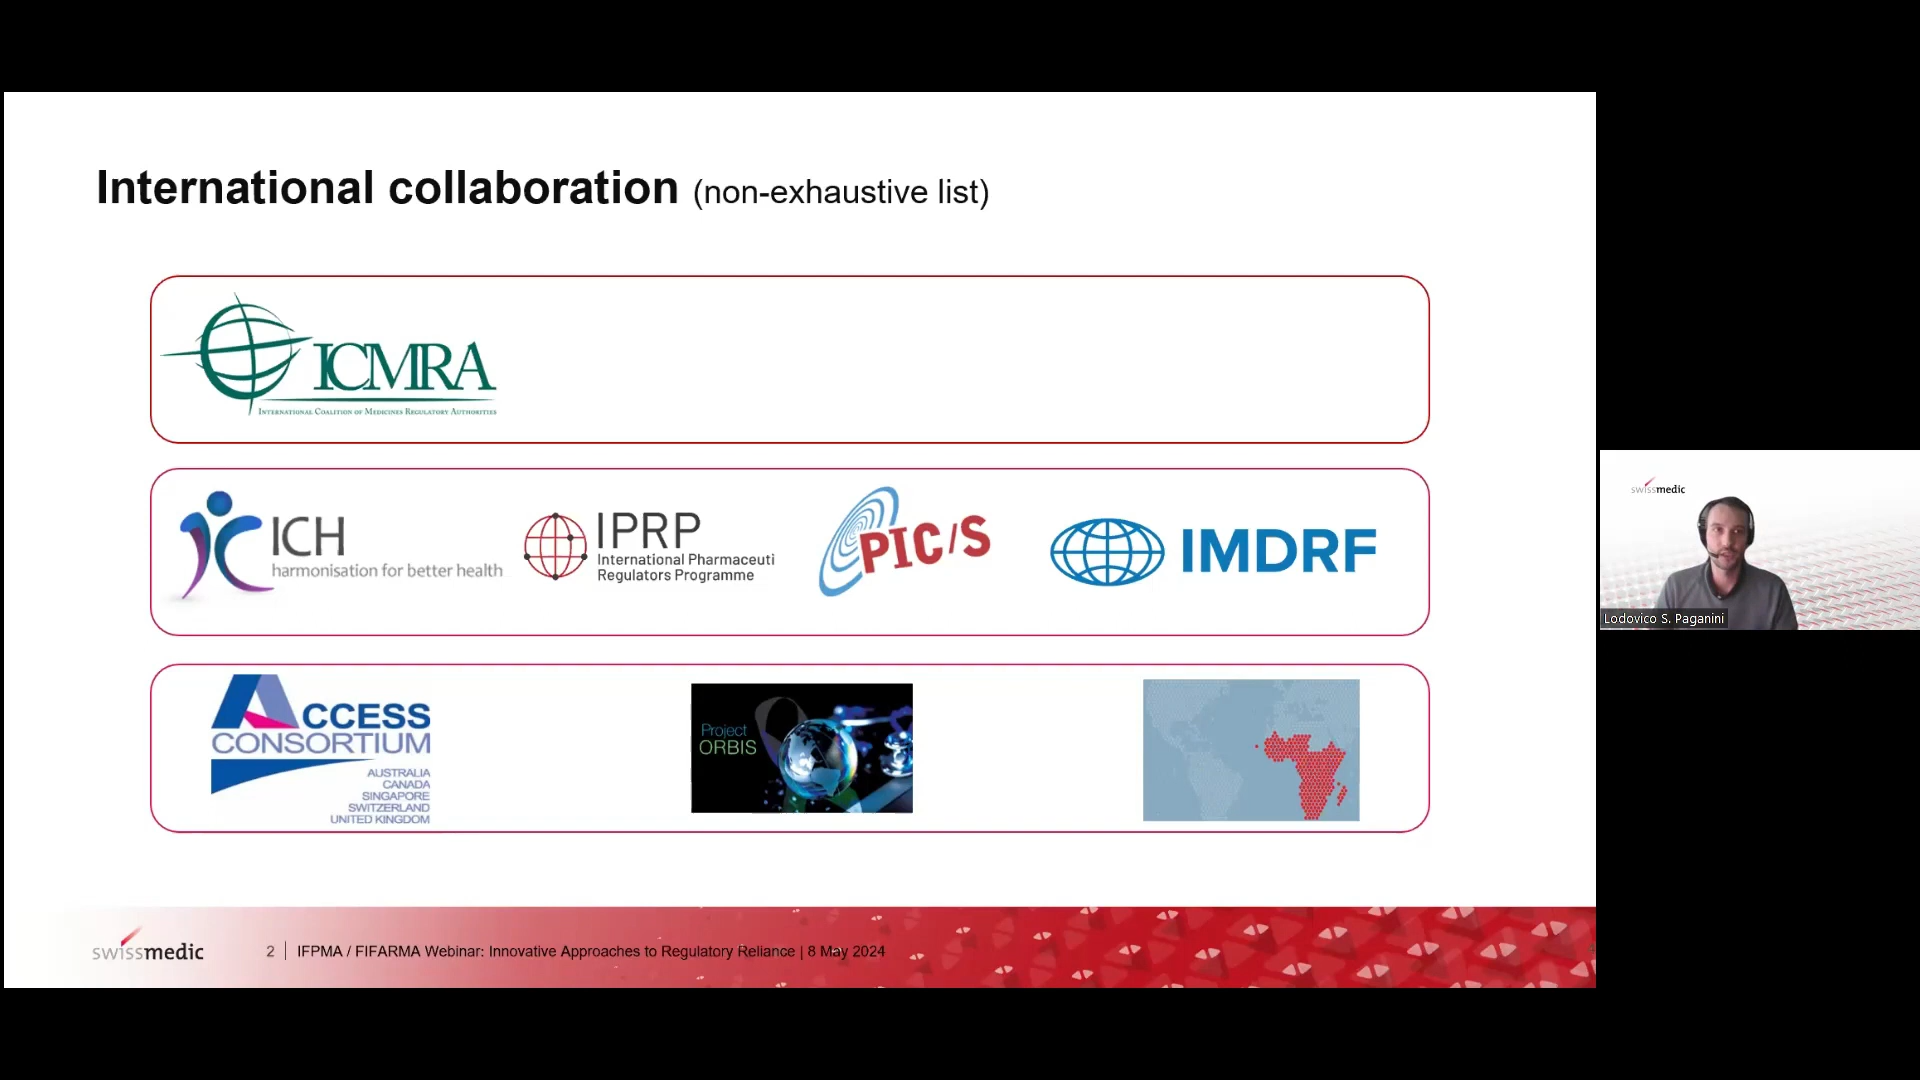 International collaboration (non-exhaustive list)
ICMRA
INTERNATIONAL COALITION OF MEDICINES REGULATORY AUTHORITIES
ICH
harmonisation for better health
IPRP
International Pharmaceuti
Regulators Programme
PIC/S
IMDRF
ACCESS
CONSORTIUM
AUSTRALIA
CANADA
SINGAPORE
SWITZERLAND
UNITED KINGDOM
Project
ORBIS
swissmedic
Lodovico S. Paganini
swissmedic
2 | IFPMA / FIFARMA Webinar: Innovative Approaches to Regulatory Reliance | 8 May 2024